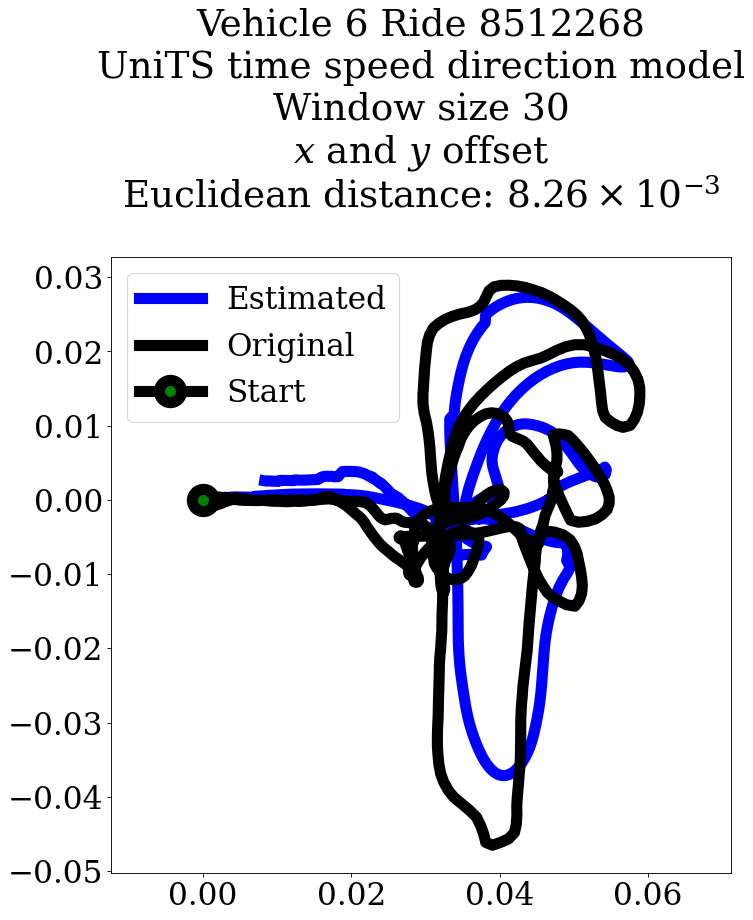 Vehicle 6 Ride 8512268
UniTS time speed direction model
Window size 30
x and y offset
Euclidean distance: 8.26 × 10⁻³
Estimated
Original
Start
0.03
0.02
0.01
0.00
−0.01
−0.02
−0.03
−0.04
−0.05
0.00 0.02 0.04 0.06